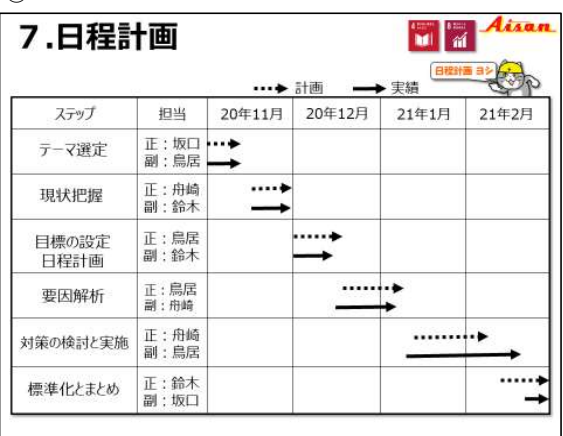 7.日程計画
Aisan
日程計画 ヨシ
計画 実績
ステップ 担当 20年11月 20年12月 21年1月 21年2月
テーマ選定 正:坂口
副:鳥居
現状把握 正:舟崎
副:鈴木
目標の設定
日程計画 正:鳥居
副:鈴木
要因解析 正:鳥居
副:舟崎
対策の検討と実施 正:舟崎
副:鳥居
標準化とまとめ 正:鈴木
副:坂口